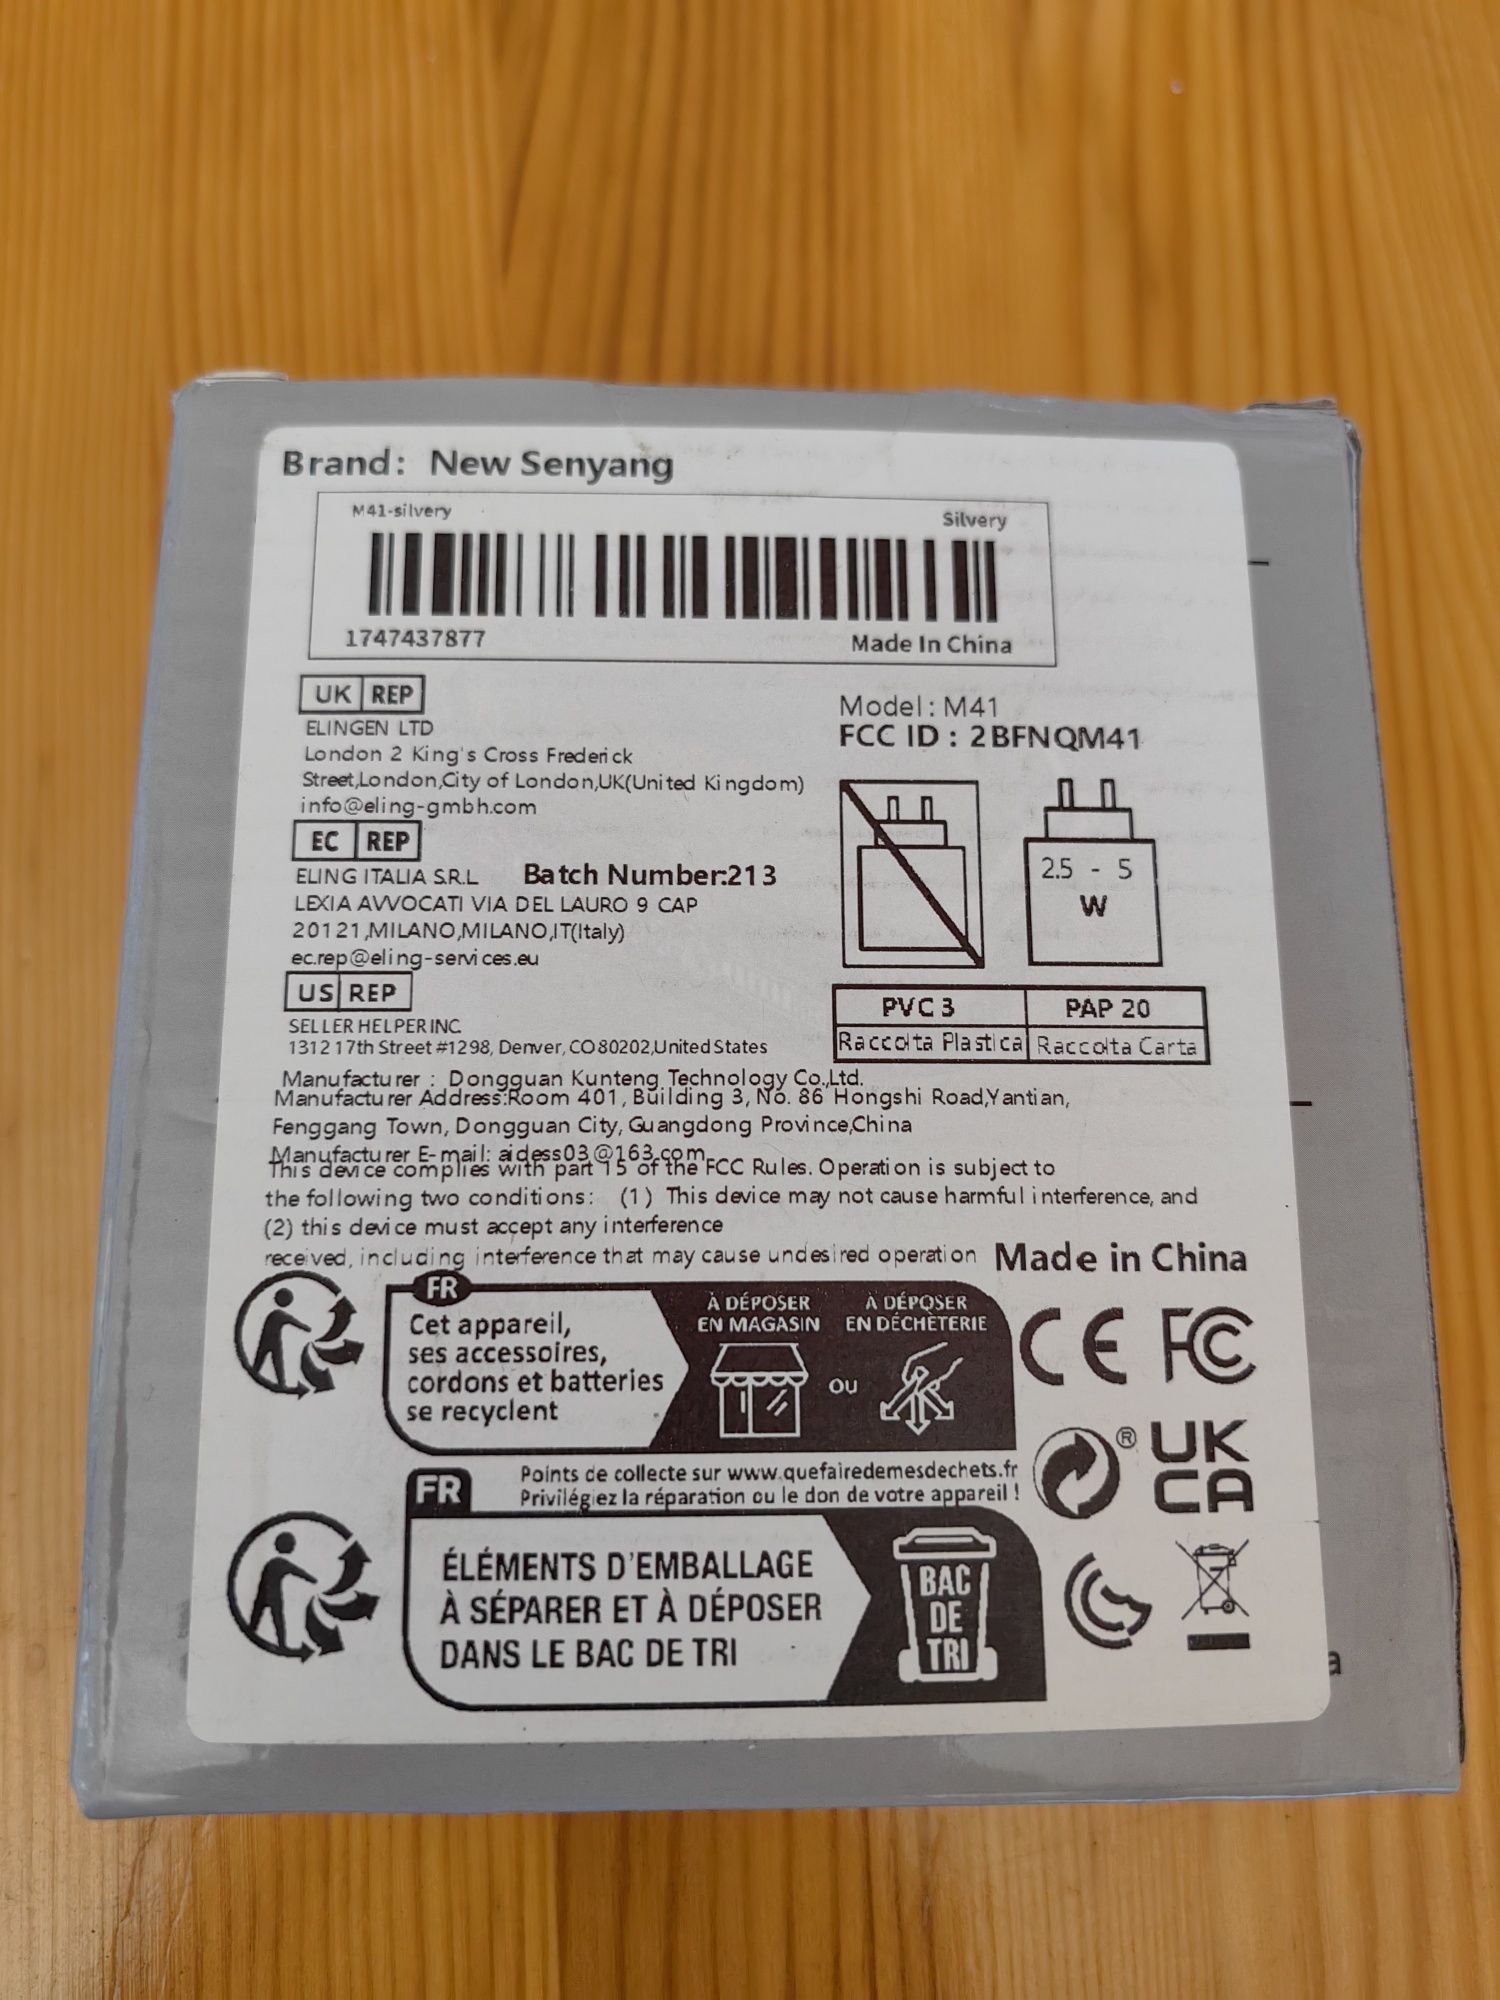 Brand: New Senyang
M41-silvery Silvery
1747437877 Made In China
UK REP
ELINGEN LTD
London 2 King's Cross Frederick
Street,London,City of London,UK(United Kingdom)
info@eling-gmbh.com
EC REP
ELING ITALIA S.R.L Batch Number:213
LEXIA AVVOCATI VIA DEL LAURO 9 CAP
20121,MILANO,MILANO,IT(Italy)
ec.rep@eling-services.eu
US REP
SELLER HELPER INC
1312 17th Street #1298, Denver, CO 80202,United States
Model: M41
FCC ID: 2BFNQM41
2.5 - 5
W
PVC 3 PAP 20
Raccolta Plastica Raccolta Carta
Manufacturer : Dongguan Kunteng Technology Co.,Ltd.
Manufacturer Address:Room 401, Building 3, No. 86 Hongshi Road,Yantian,
Fenggang Town, Dongguan City, Guangdong Province,China
Manufacturer E-mail: aidess03@163.com
This device complies with part 15 of the FCC Rules. Operation is subject to
the following two conditions: (1) This device may not cause harmful interference, and
(2) this device must accept any interference
received, including interference that may cause undesired operation Made in China
FR
Cet appareil,
ses accessoires,
cordons et batteries
se recyclent
À DÉPOSER
EN MAGASIN
OU
À DÉPOSER
EN DÉCHÈTERIE
CE FC
Points de collecte sur www.quefairedemesdechets.fr
Privilégiez la réparation ou le don de votre appareil !
® UK
CA
FR
ÉLÉMENTS D'EMBALLAGE
À SÉPARER ET À DÉPOSER
DANS LE BAC DE TRI
BAC
DE
TRI
a